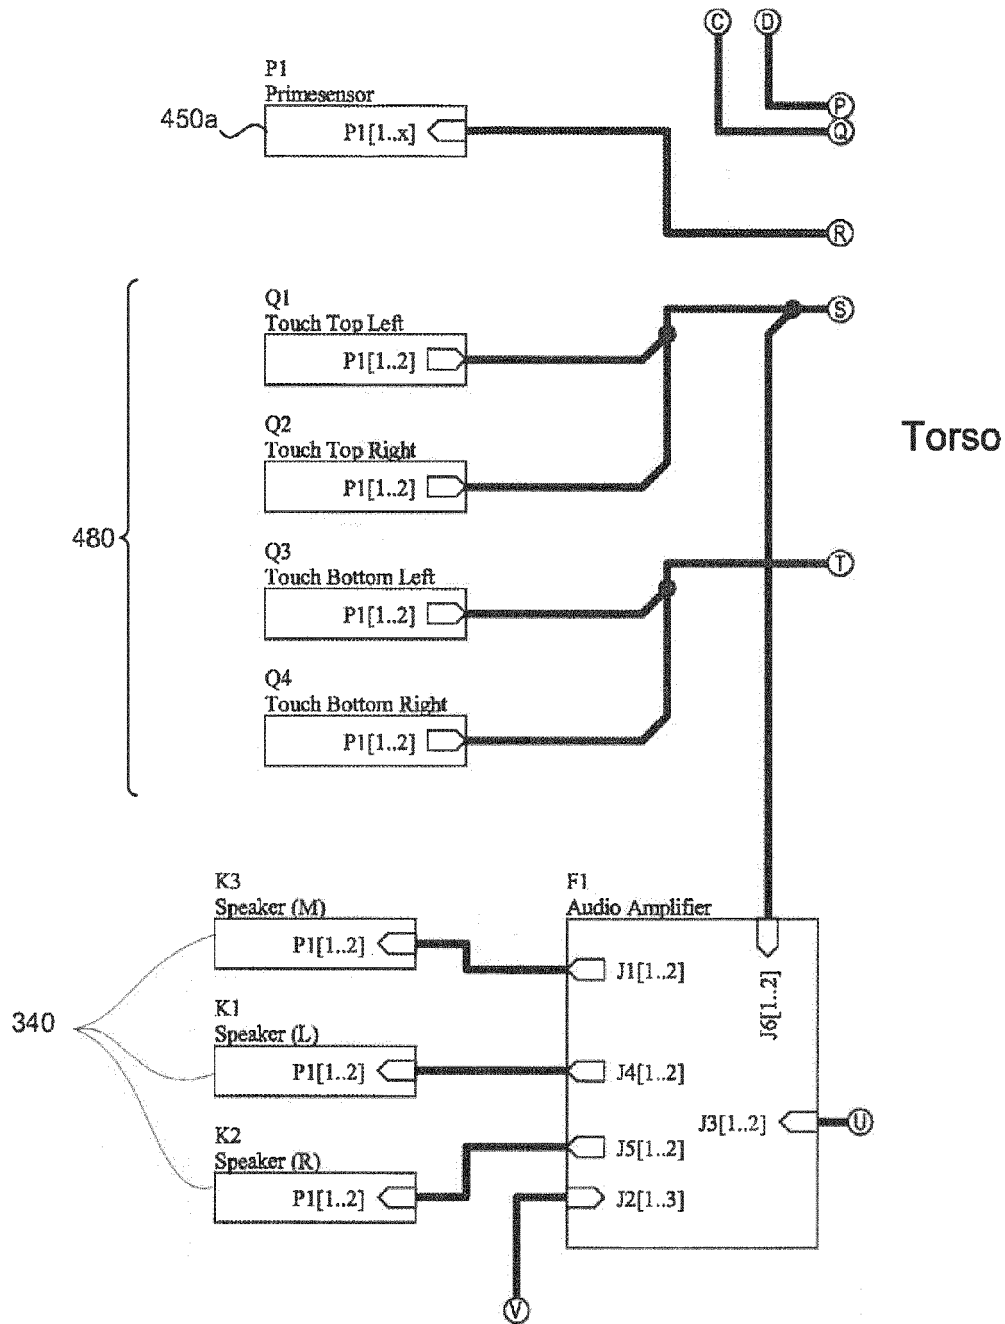 C D
P1
Primesensor
450a
P1[1..x]
P
Q
R
Q1
Touch Top Left
P1[1..2]
S
Q2
Touch Top Right
P1[1..2]
Torso
480
Q3
Touch Bottom Left
P1[1..2]
T
Q4
Touch Bottom Right
P1[1..2]
K3
Speaker (M)
P1[1..2]
F1
Audio Amplifier
J1[1..2]
J6[1..2]
340
K1
Speaker (L)
P1[1..2]
J4[1..2]
J3[1..2]
U
K2
Speaker (R)
P1[1..2]
J5[1..2]
J2[1..3]
V